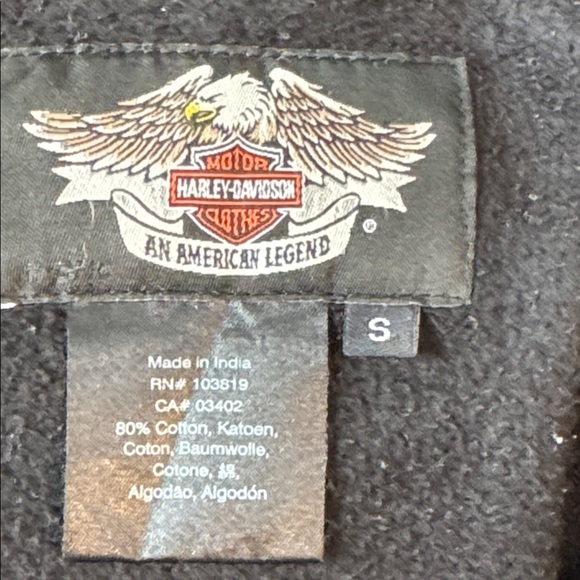 MOTOR
HARLEY-DAVIDSON
CLOTHES
®
AN AMERICAN LEGEND
S
Made in India
RN# 103819
CA# 03402
80% Cotton, Katoen,
Coton, Baumwolle,
Cotone, 棉,
Algodão, Algodón